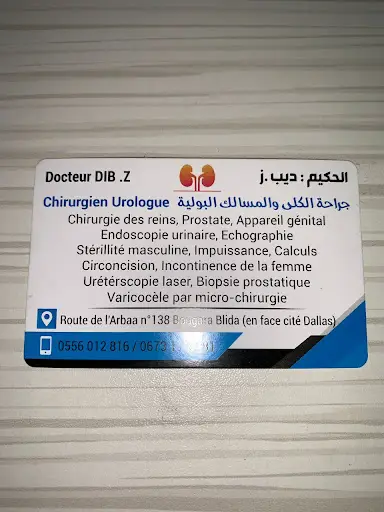 Docteur DIB .Z
الحكيم : ديب .ز
Chirurgien Urologue جراحة الكلى والمسالك البولية
Chirurgie des reins, Prostate, Appareil génital
Endoscopie urinaire, Echographie
Stérillité masculine, Impuissance, Calculs
Circoncision, Incontinence de la femme
Urétérscopie laser, Biopsie prostatique
Varicocèle par micro-chirurgie
Route de l'Arbaa n°138 Bougara Blida (en face cité Dallas)
0556 012 816 / 0673